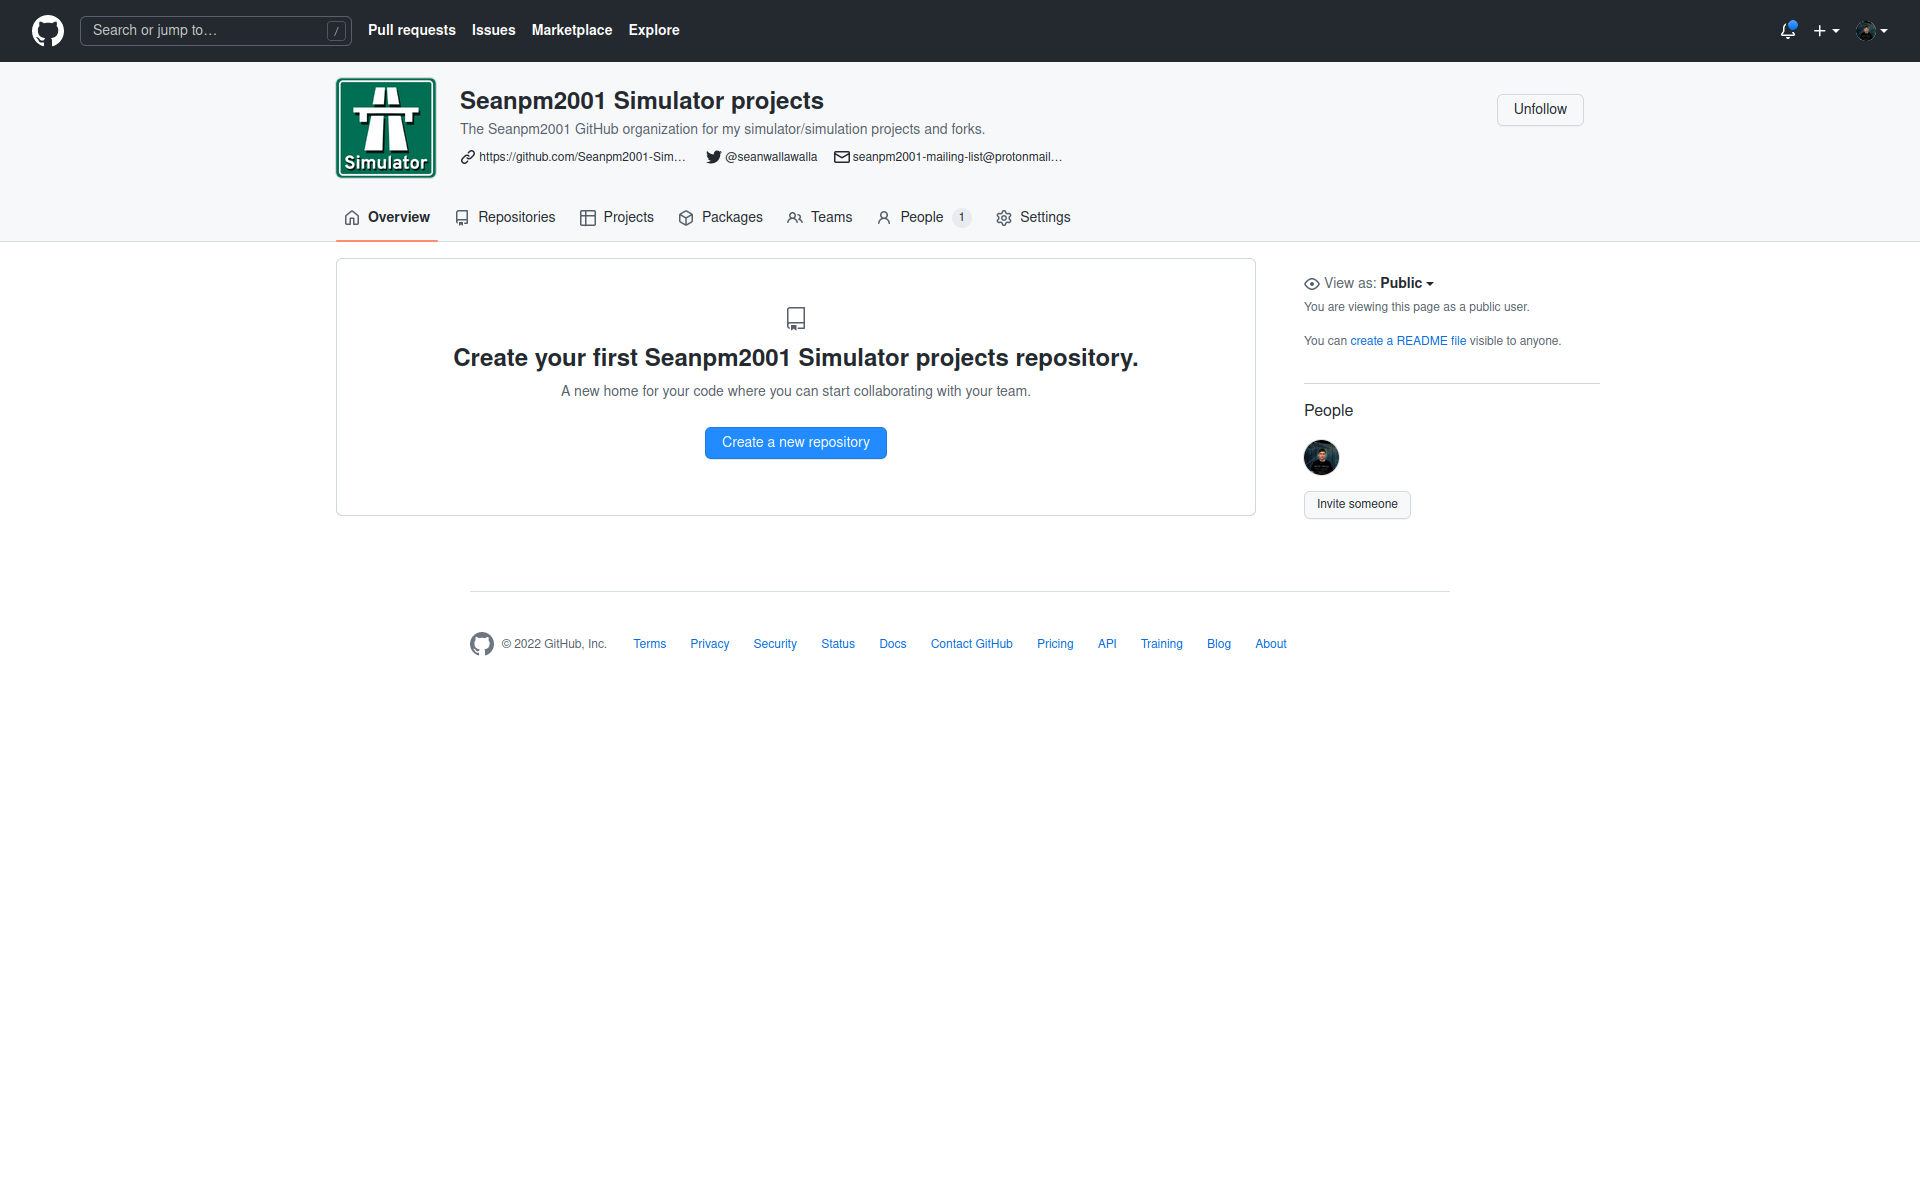 Search or jump to… /
Pull requests Issues Marketplace Explore
Simulator
Seanpm2001 Simulator projects
The Seanpm2001 GitHub organization for my simulator/simulation projects and forks.
https://github.com/Seanpm2001-Sim… @seanwallawalla seanpm2001-mailing-list@protonmail…
Unfollow
Overview Repositories Projects Packages Teams People 1 Settings
Create your first Seanpm2001 Simulator projects repository.
A new home for your code where you can start collaborating with your team.
Create a new repository
View as: Public
You are viewing this page as a public user.
You can create a README file visible to anyone.
People
Invite someone
© 2022 GitHub, Inc. Terms Privacy Security Status Docs Contact GitHub Pricing API Training Blog About